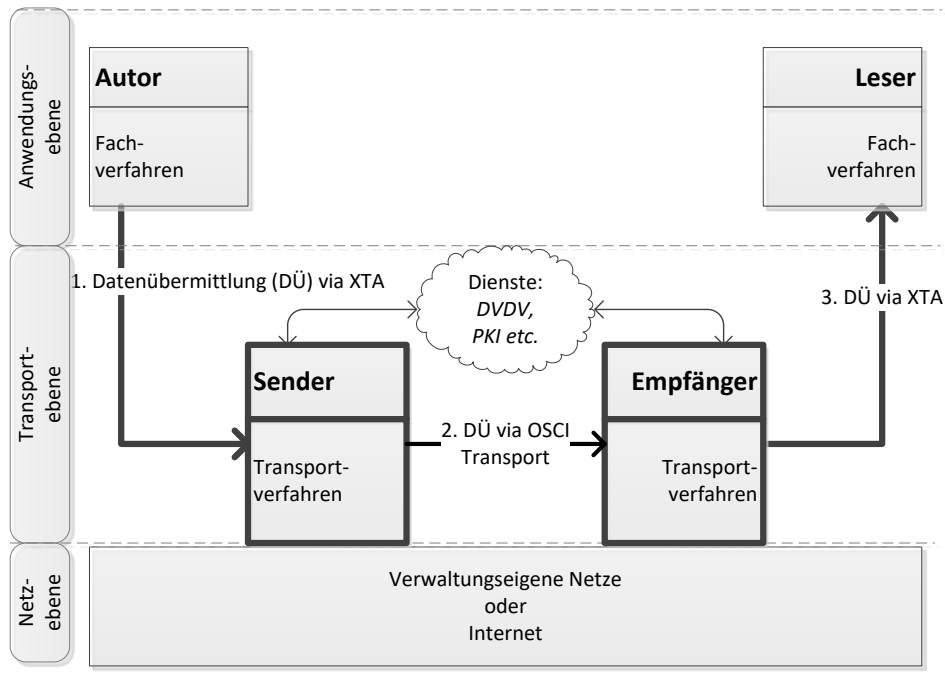 Anwendungs-
ebene
Autor
Fach-
verfahren
Leser
Fach-
verfahren
Transport-
ebene
1. Datenübermittlung (DÜ) via XTA
Dienste:
DVDV,
PKI etc.
3. DÜ via XTA
Sender
Transport-
verfahren
2. DÜ via OSCI
Transport
Empfänger
Transport-
verfahren
Netz-
ebene
Verwaltungseigene Netze
oder
Internet